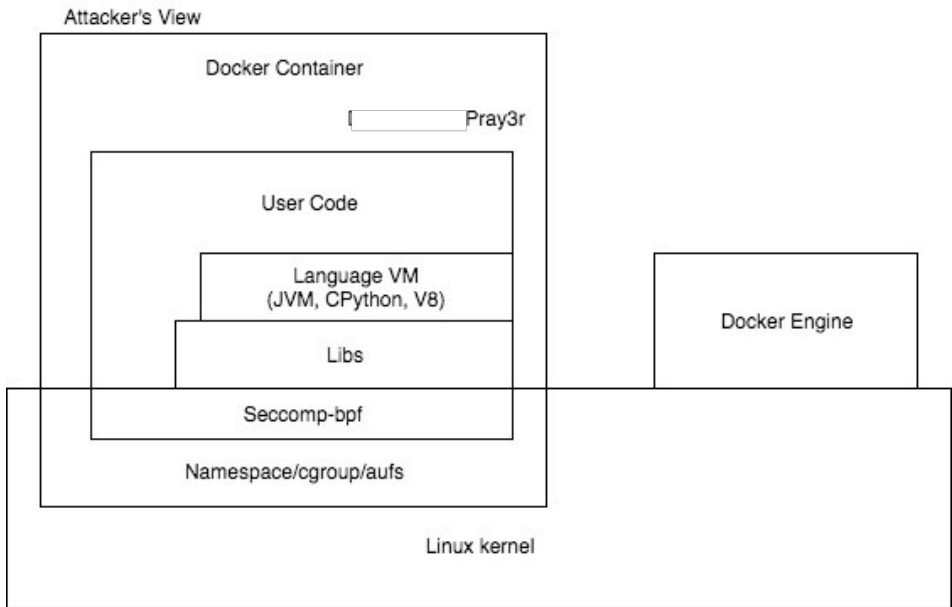 Attacker's View
Docker Container
Pray3r
User Code
Language VM
(JVM, CPython, V8)
Libs
Docker Engine
Seccomp-bpf
Namespace/cgroup/aufs
Linux kernel